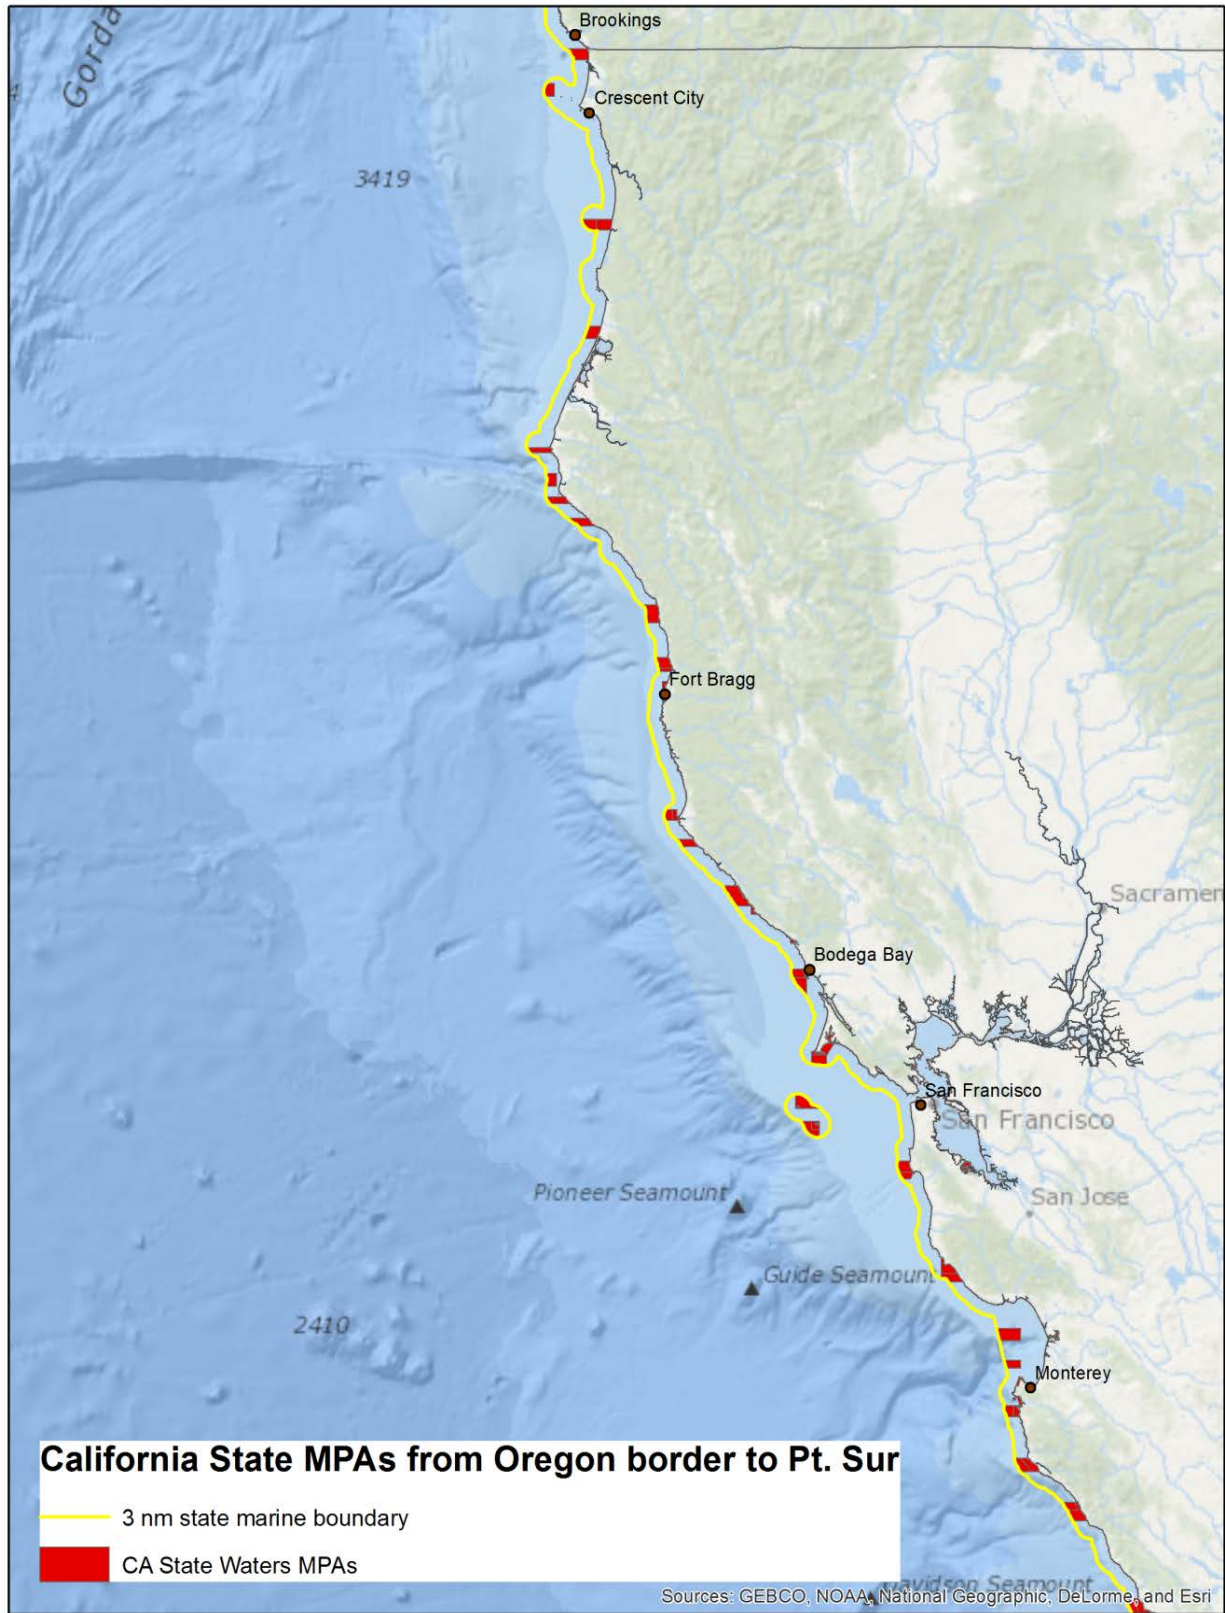 Brookings
Gorda
Crescent City
3419
Fort Bragg
Sacramen
Bodega Bay
San Francisco
San Francisco
Pioneer Seamount
San Jose
Guide Seamount
2410
Monterey
California State MPAs from Oregon border to Pt. Sur
3 nm state marine boundary
CA State Waters MPAs
Davidson Seamount
Sources: GEBCO, NOAA, National Geographic, DeLorme, and Esri